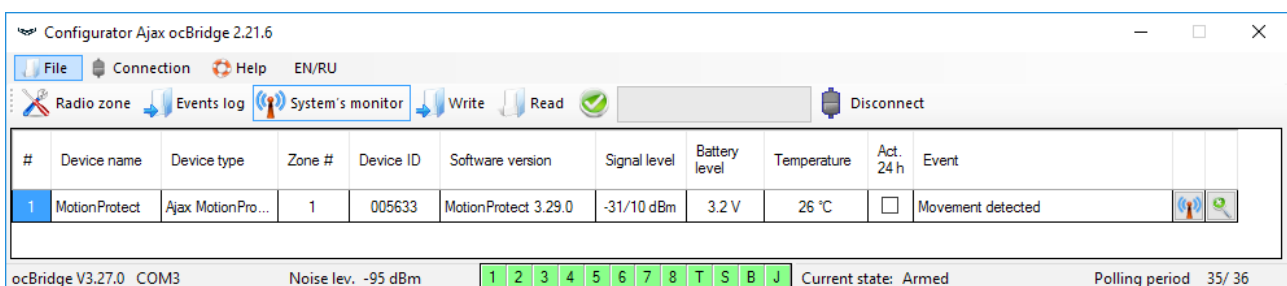 Configurator Ajax ocBridge 2.21.6
File Connection Help EN/RU
Radio zone Events log System's monitor Write Read Disconnect
# Device name Device type Zone # Device ID Software version Signal level Battery level Temperature Act. 24 h Event
1 MotionProtect Ajax MotionPro... 1 005633 MotionProtect 3.29.0 -31/10 dBm 3.2 V 26 °C Movement detected
ocBridge V3.27.0 COM3 Noise lev. -95 dBm 1 2 3 4 5 6 7 8 T S B J Current state: Armed Polling period 35/ 36